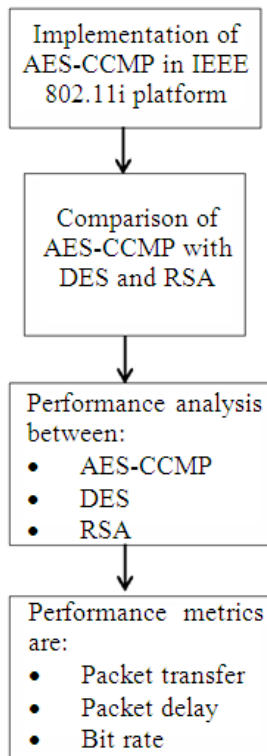 Implementation of
AES-CCMP in IEEE
802.11i platform
Comparison of
AES-CCMP with
DES and RSA
Performance analysis
between:
• AES-CCMP
• DES
• RSA
Performance metrics
are:
• Packet transfer
• Packet delay
• Bit rate